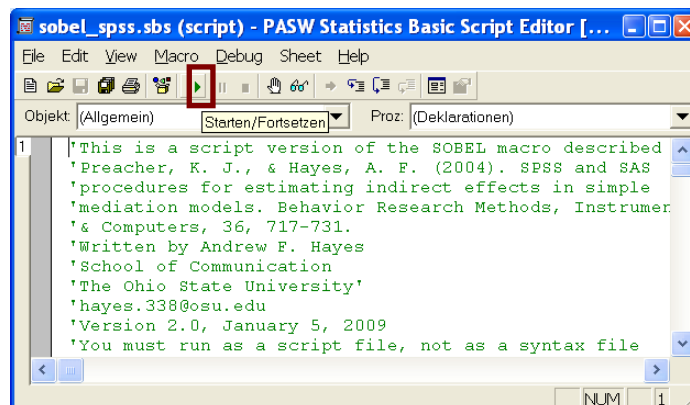 sobel_spss.sbs (script) - PASW Statistics Basic Script Editor [...
File Edit View Macro Debug Sheet Help
Objekt: (Allgemein) Proz: (Deklarationen)
Starten/Fortsetzen
1 'This is a script version of the SOBEL macro described
'Preacher, K. J., & Hayes, A. F. (2004). SPSS and SAS
'procedures for estimating indirect effects in simple
'mediation models. Behavior Research Methods, Instrumen
'& Computers, 36, 717-731.
'Written by Andrew F. Hayes
'School of Communication
'The Ohio State University'
'hayes.338@osu.edu
'Version 2.0, January 5, 2009
'You must run as a script file, not as a syntax file
NUM 1